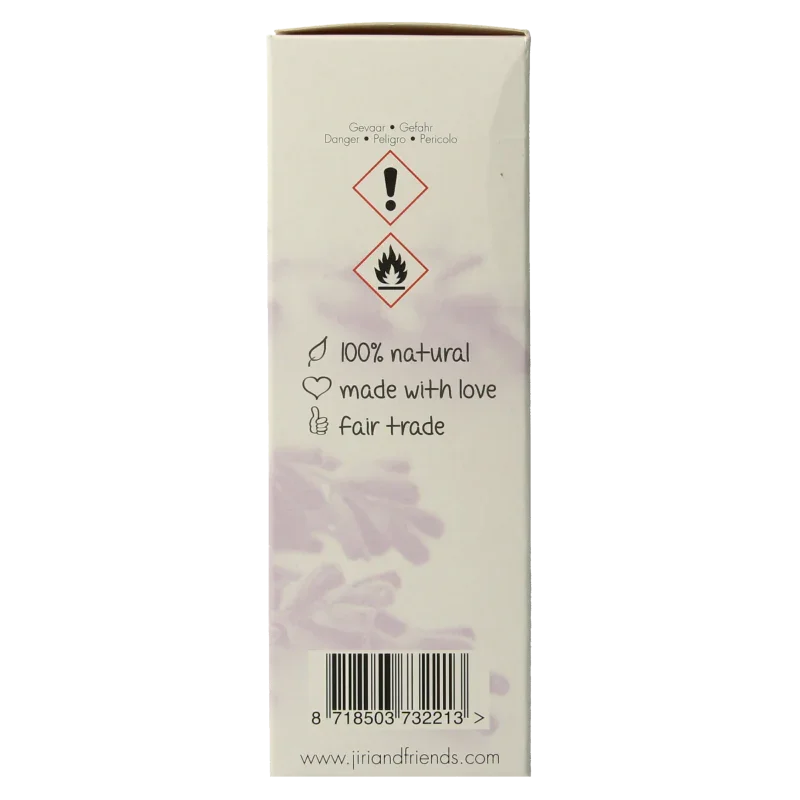 Gevaar • Gefahr
Danger • Peligro • Pericolo
100% natural
made with love
fair trade
8 718503 732213 >
www.jiriandfriends.com